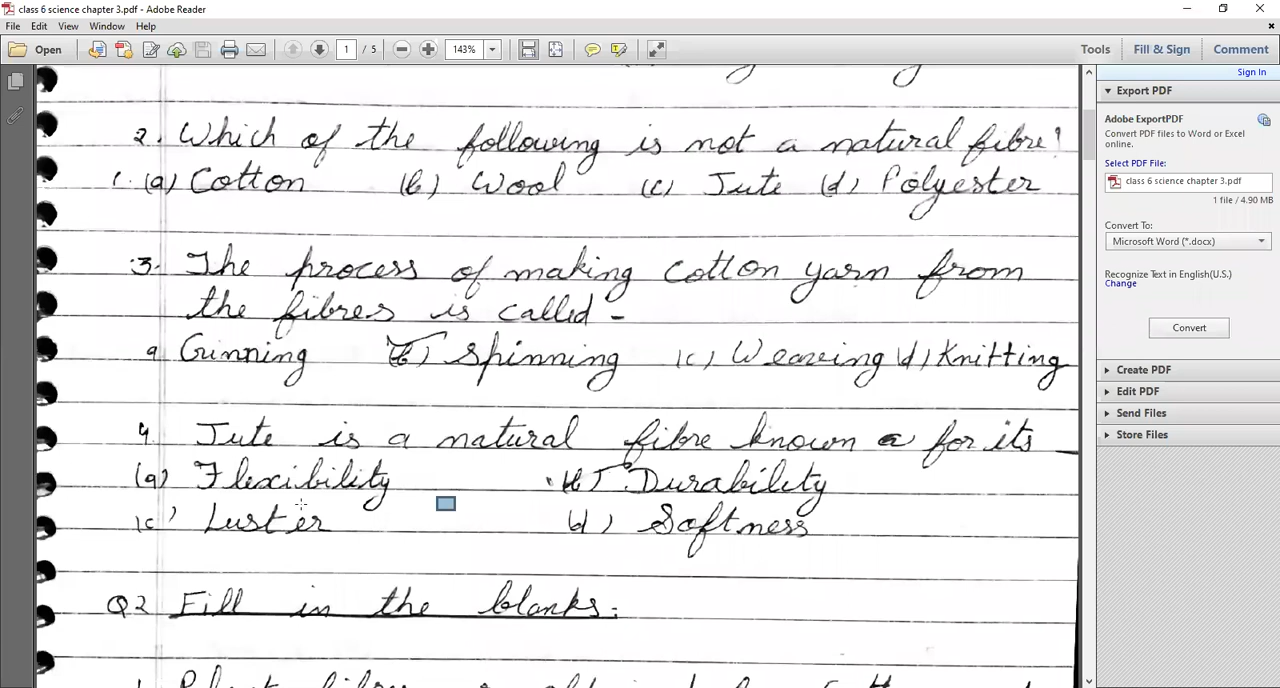 class 6 science chapter 3.pdf - Adobe Reader
File Edit View Window Help
Open 1 / 5 143% Tools Fill & Sign Comment
Sign In
Export PDF
Adobe ExportPDF
Convert PDF files to Word or Excel online.
Select PDF File:
class 6 science chapter 3.pdf
1 file / 4.90 MB
Convert To:
Microsoft Word (*.docx)
Recognize Text in English(U.S.)
Change
Convert
Create PDF
Edit PDF
Send Files
Store Files
2. Which of the following is not a natural fibre?
1. (a) Cotton (b) Wool (c) Jute (d) Polyester
3. The process of making cotton yarn from
the fibres is called -
a Ginning (b) Spinning (c) Weaving (d) Knitting
4. Jute is a natural fibre known for its _
(a) Flexibility (b) Durability
(c) Luster (d) Softness
Q2 Fill in the blanks: